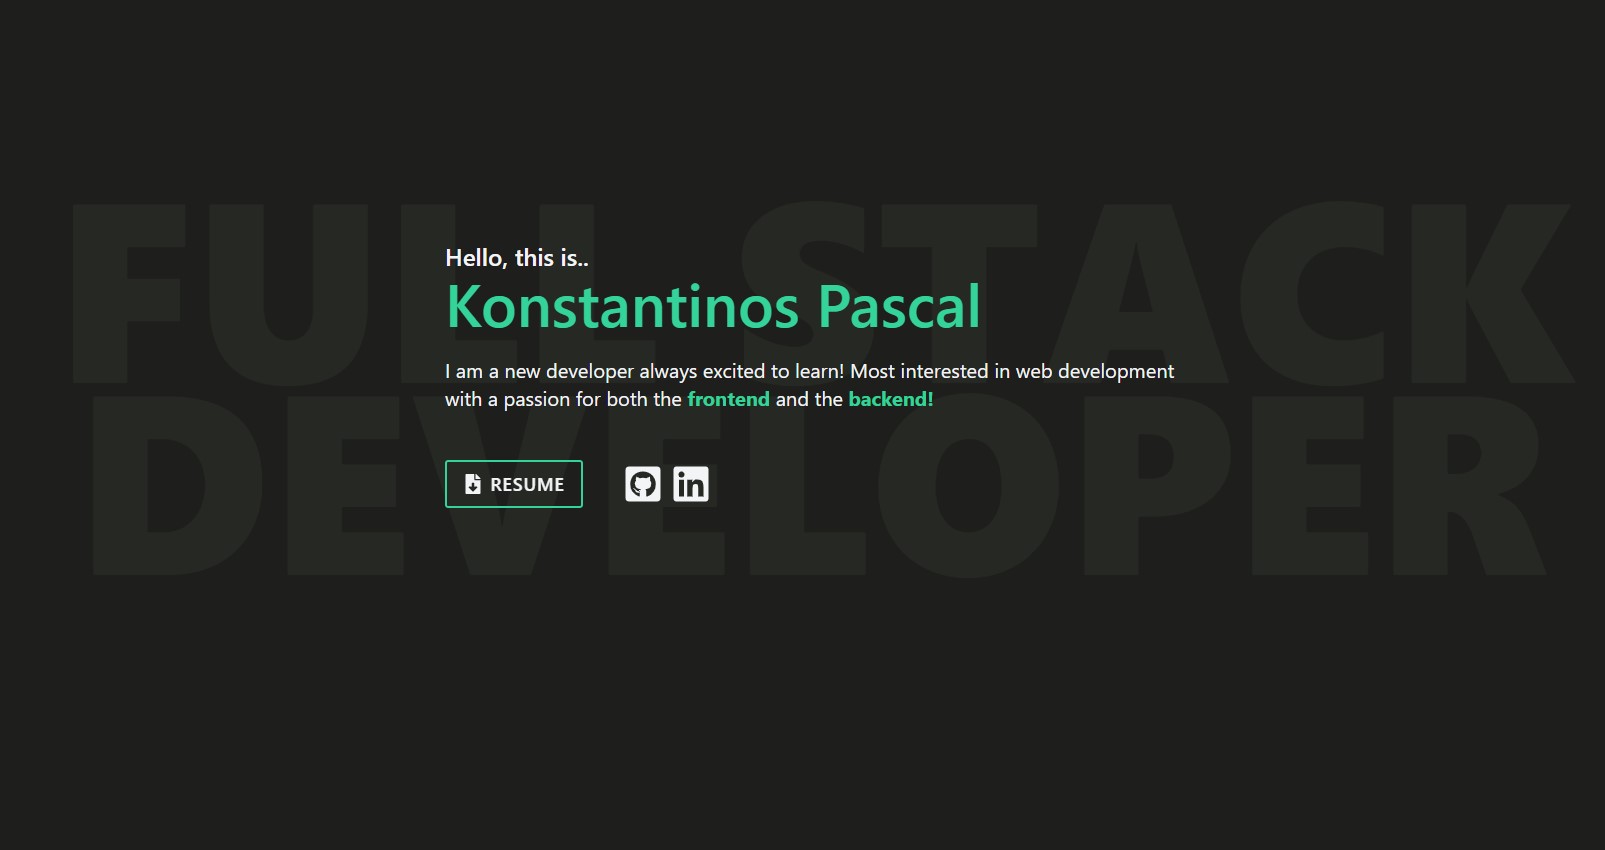 FULL STACK
DEVELOPER
Hello, this is..
Konstantinos Pascal
I am a new developer always excited to learn! Most interested in web development
with a passion for both the frontend and the backend!
RESUME
in